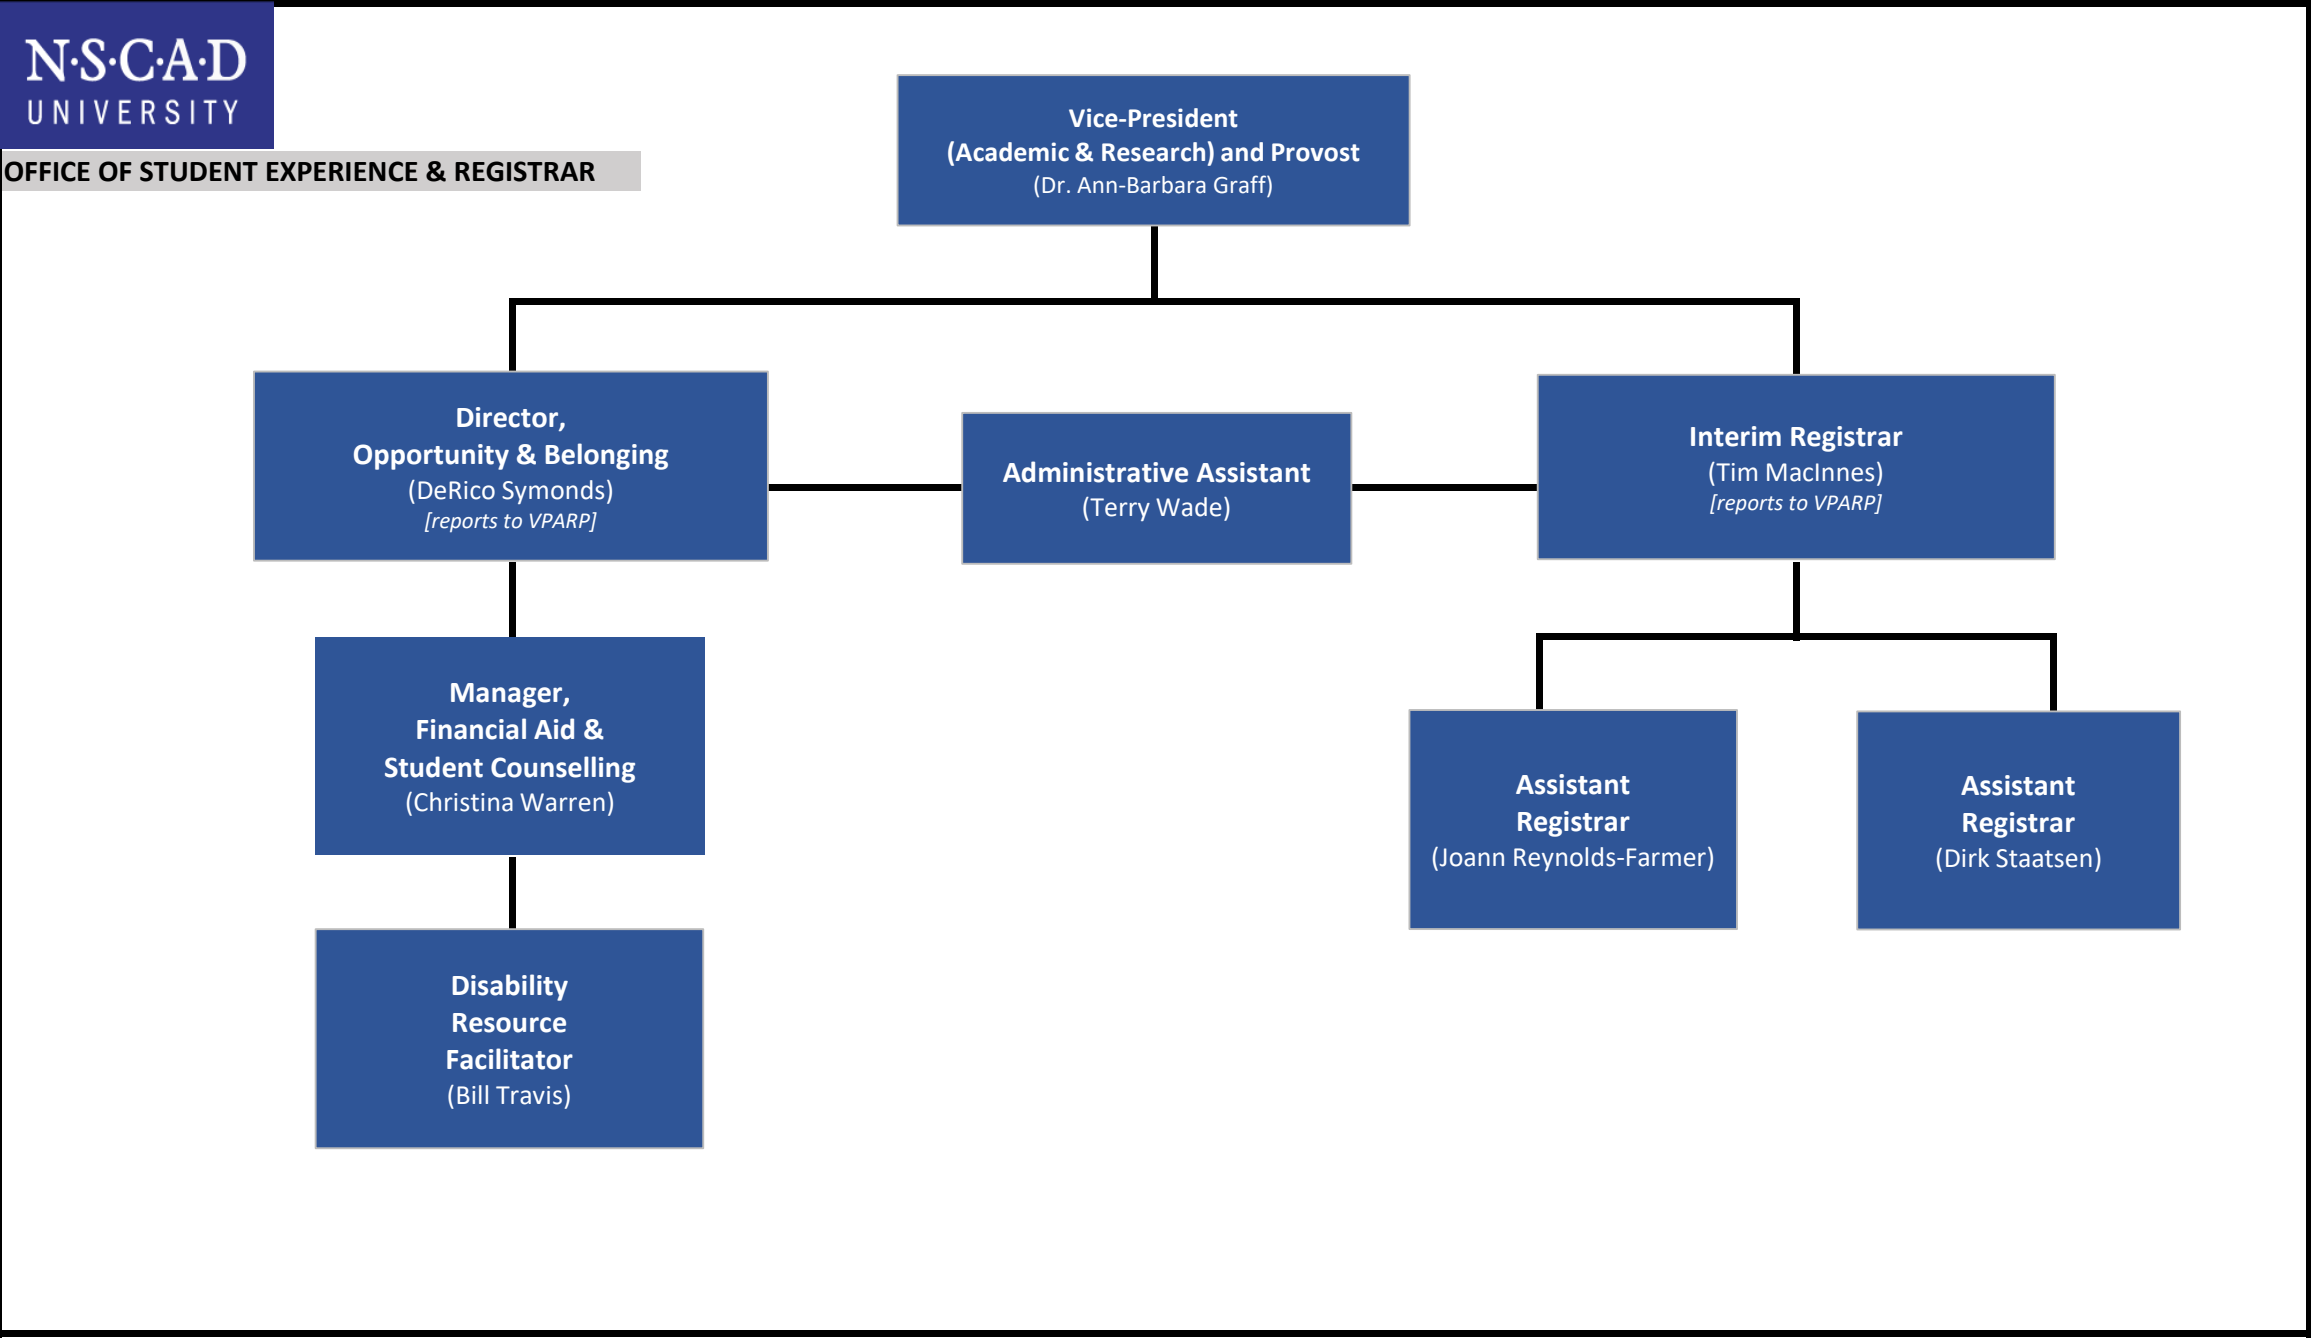 N·S·C·A·D
UNIVERSITY
OFFICE OF STUDENT EXPERIENCE & REGISTRAR
Vice-President
(Academic & Research) and Provost
(Dr. Ann-Barbara Graff)
Director,
Opportunity & Belonging
(DeRico Symonds)
[reports to VPARP]
Administrative Assistant
(Terry Wade)
Interim Registrar
(Tim MacInnes)
[reports to VPARP]
Manager,
Financial Aid &
Student Counselling
(Christina Warren)
Assistant
Registrar
(Joann Reynolds-Farmer)
Assistant
Registrar
(Dirk Staatsen)
Disability
Resource
Facilitator
(Bill Travis)